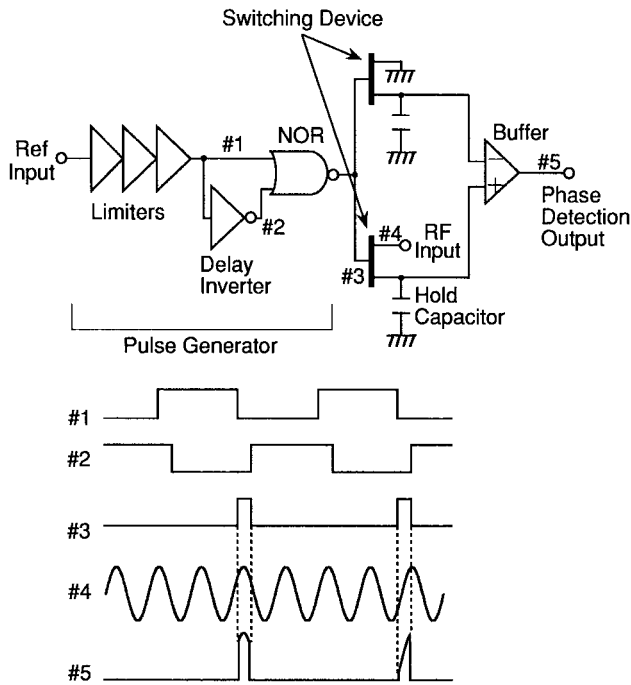 Switching Device
Ref
Input
Limiters
#1
NOR
#2
Delay
Inverter
Pulse Generator
#3
#4
RF
Input
Hold
Capacitor
Buffer
#5
Phase
Detection
Output
#1
#2
#3
#4
#5